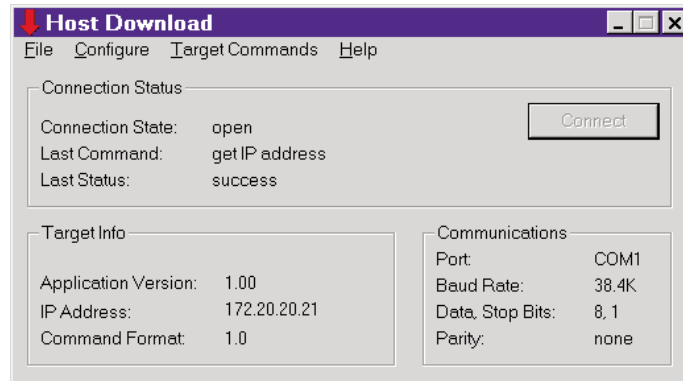 Host Download
File Configure Target Commands Help
Connection Status
Connect
Connection State: open
Last Command: get IP address
Last Status: success
Target Info
Application Version: 1.00
IP Address: 172.20.20.21
Command Format: 1.0
Communications
Port: COM1
Baud Rate: 38.4K
Data, Stop Bits: 8, 1
Parity: none